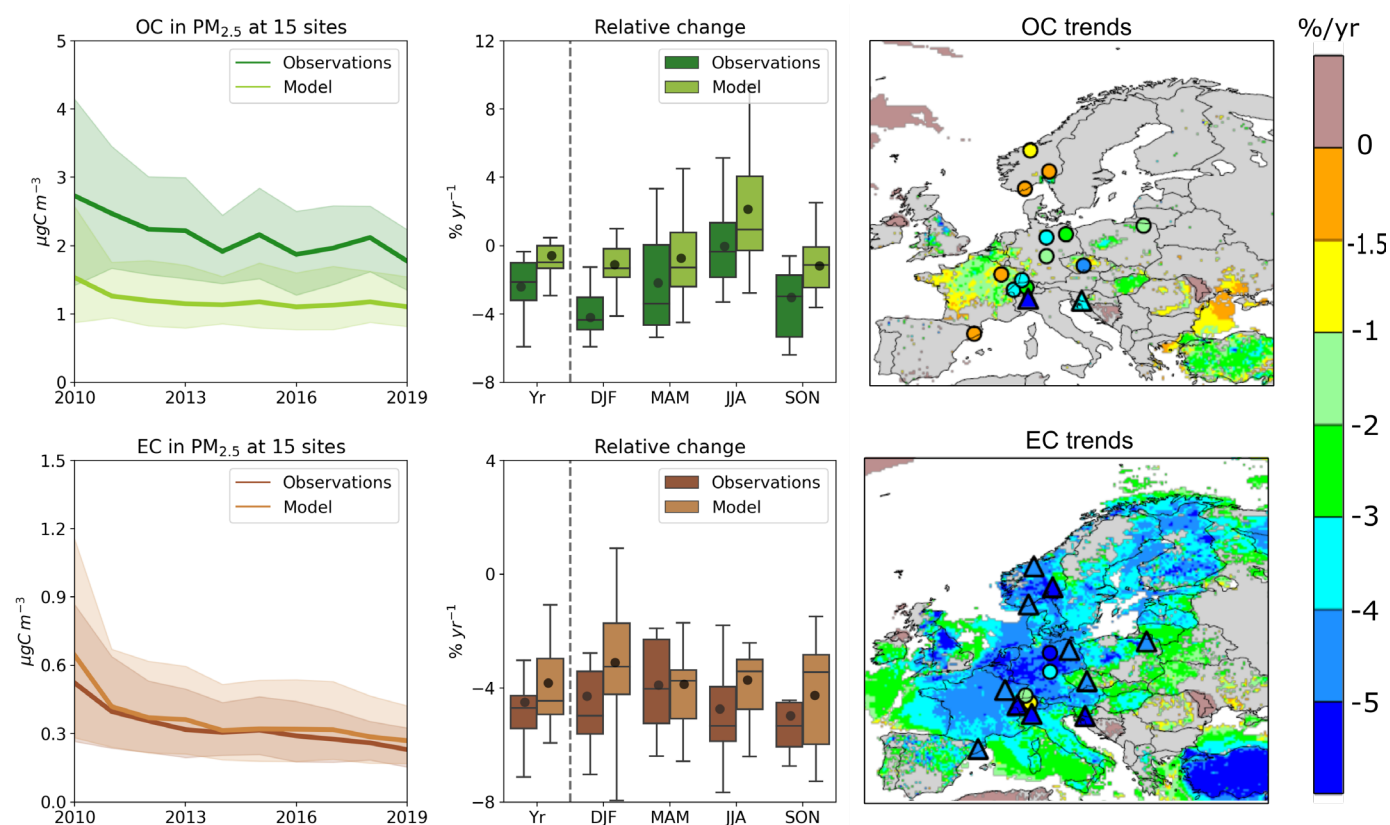 OC in PM2.5 at 15 sites
5
4
3
2
1
0
µgC m−3
2010 2013 2016 2019
Observations
Model
Relative change
12
8
4
0
−4
−8
% yr−1
Yr DJF MAM JJA SON
Observations
Model
OC trends
%/yr
0
-1.5
-1
-2
-3
-4
-5
EC in PM2.5 at 15 sites
1.5
1.2
0.9
0.6
0.3
0.0
µgC m−3
2010 2013 2016 2019
Observations
Model
Relative change
4
0
−4
−8
% yr−1
Yr DJF MAM JJA SON
Observations
Model
EC trends